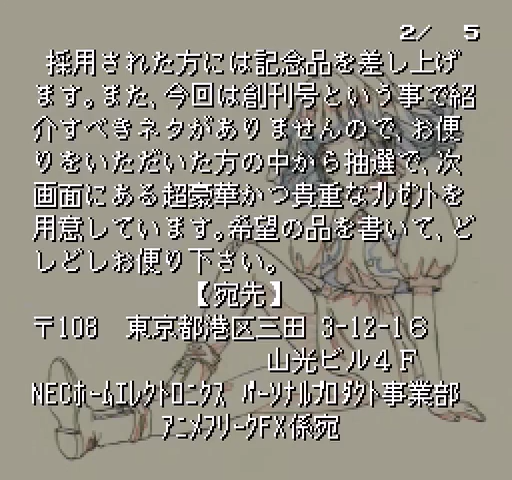 2/ 5
採用された方には記念品を差し上げ
ます。また、今回は創刊号という事で紹
介すべきネタがありませんので、お便
りをいただいた方の中から抽選で、次
画面にある超豪華かつ貴重なﾌﾟﾚｾﾞﾝﾄを
用意しています。希望の品を書いて、ど
しどしお便り下さい。
【宛先】
〒108 東京都港区三田 3-12-16
山光ビル４Ｆ
NECﾎｰﾑｴﾚｸﾄﾛﾆｸｽ ﾊﾟｰｿﾅﾙﾌﾟﾛﾀﾞｸﾄ事業部
ｱﾆﾒﾌﾘｰｸFX係宛